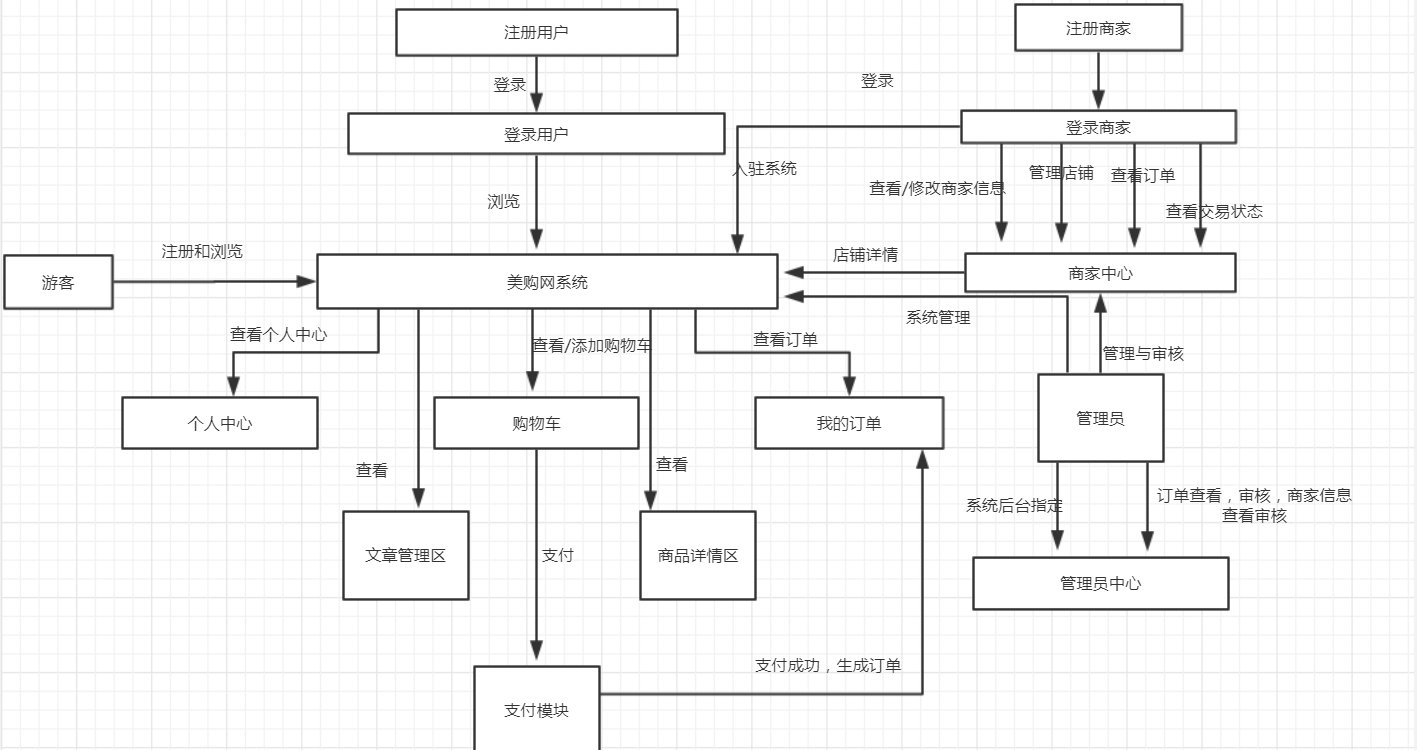 注册用户
注册商家
登录
登录
登录用户
登录商家
入驻系统
查看/修改商家信息
管理店铺
查看订单
浏览
查看交易状态
注册和浏览
店铺详情
游客
美购网系统
商家中心
系统管理
查看个人中心
查看/添加购物车
查看订单
管理与审核
个人中心
购物车
我的订单
管理员
查看
查看
系统后台指定
订单查看，审核，商家信息
查看审核
文章管理区
支付
商品详情区
管理员中心
支付成功，生成订单
支付模块